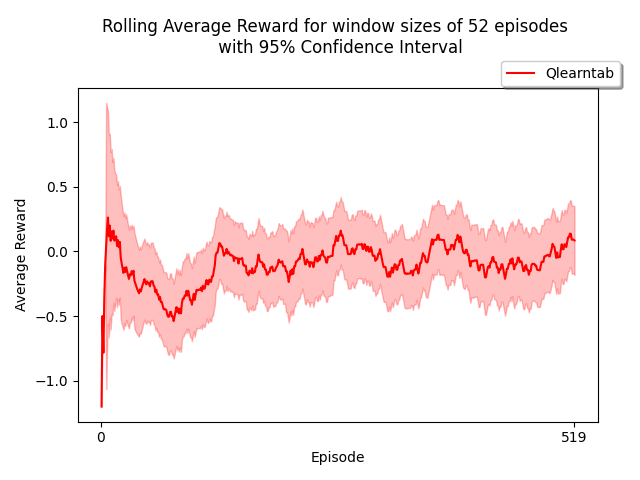 Rolling Average Reward for window sizes of 52 episodes
with 95% Confidence Interval
Qlearntab
Average Reward
1.0
0.5
0.0
−0.5
−1.0
0
519
Episode